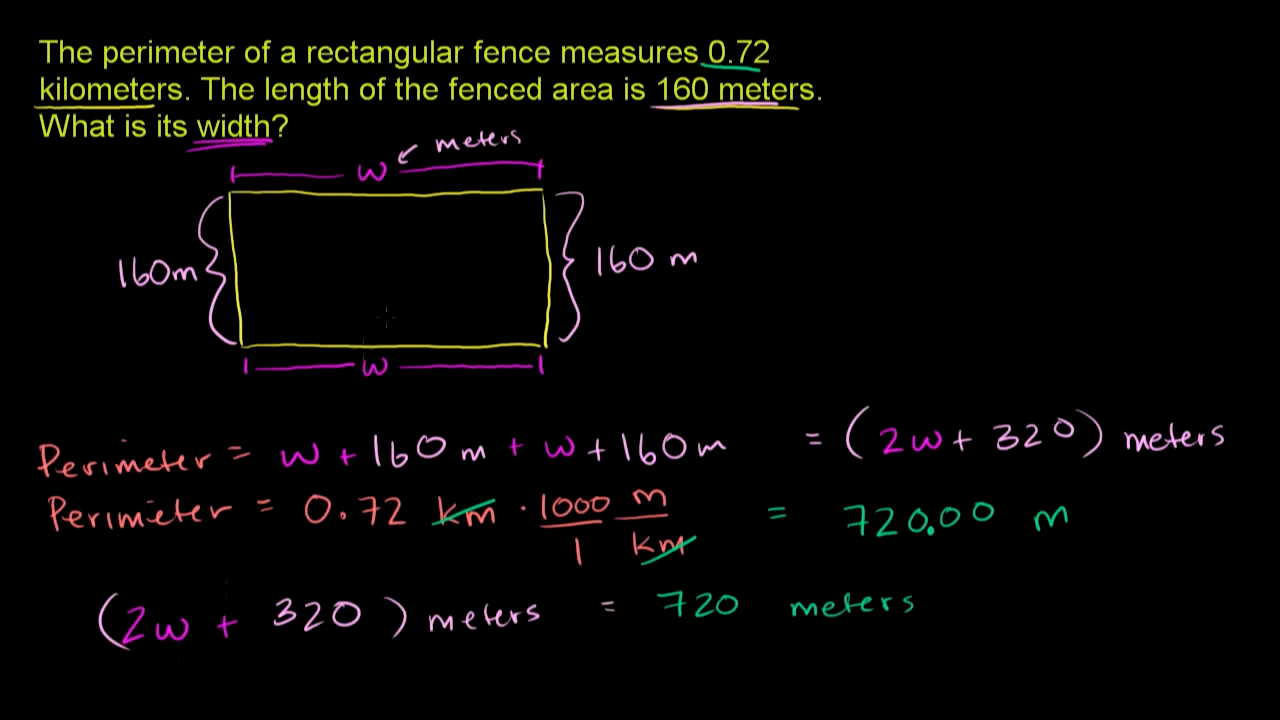 The perimeter of a rectangular fence measures 0.72
kilometers. The length of the fenced area is 160 meters.
What is its width?
meters
w
160m
160 m
w
Perimeter = w + 160 m + w + 160 m = (2w + 320) meters
Perimeter = 0.72 km · 1000/1 m/km = 720.00 m
(2w + 320) meters = 720 meters